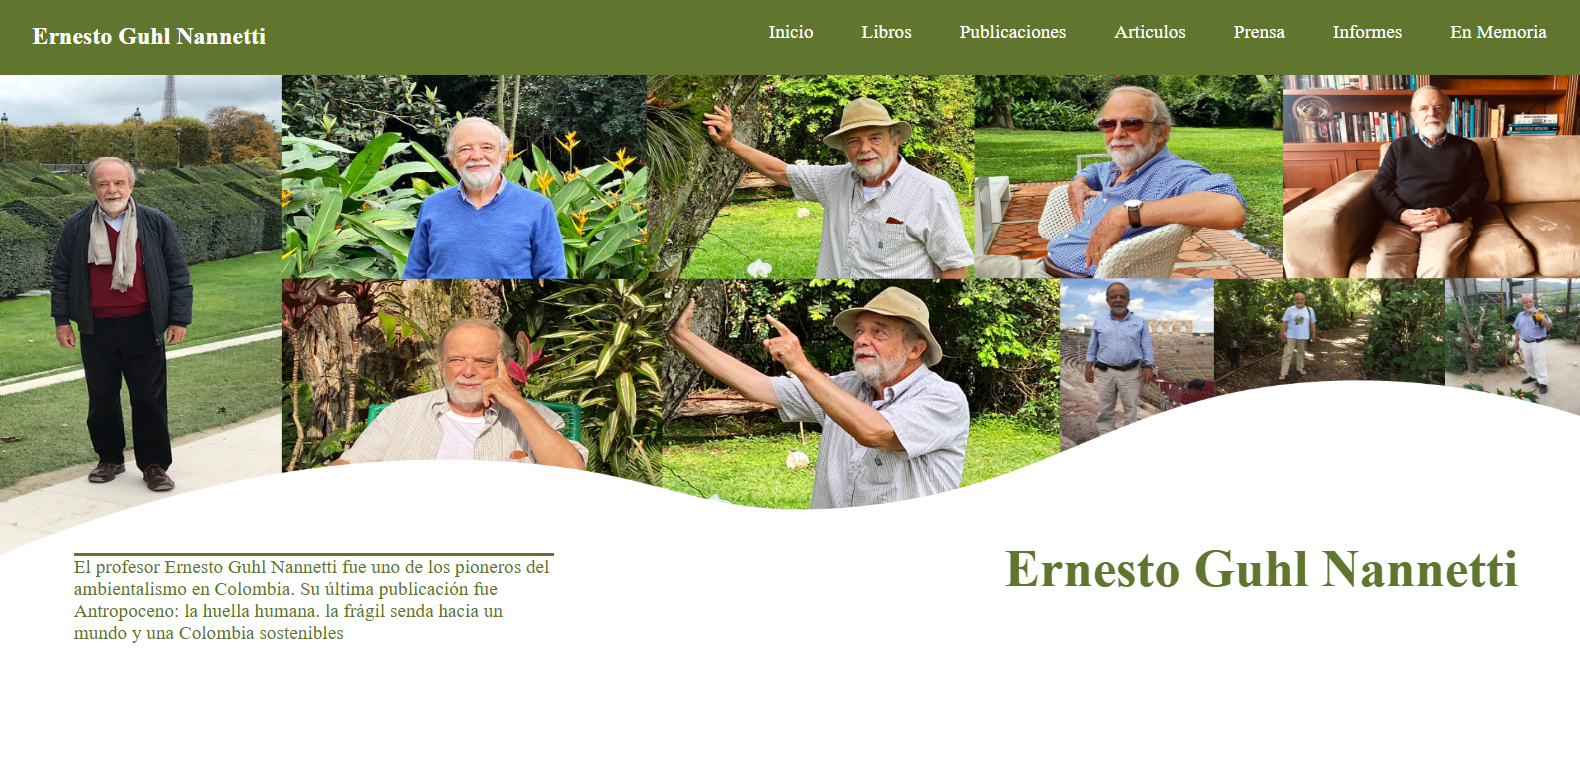 Ernesto Guhl Nannetti
Inicio Libros Publicaciones Articulos Prensa Informes En Memoria
El profesor Ernesto Guhl Nannetti fue uno de los pioneros del
ambientalismo en Colombia. Su última publicación fue
Antropoceno: la huella humana. la frágil senda hacia un
mundo y una Colombia sostenibles
Ernesto Guhl Nannetti